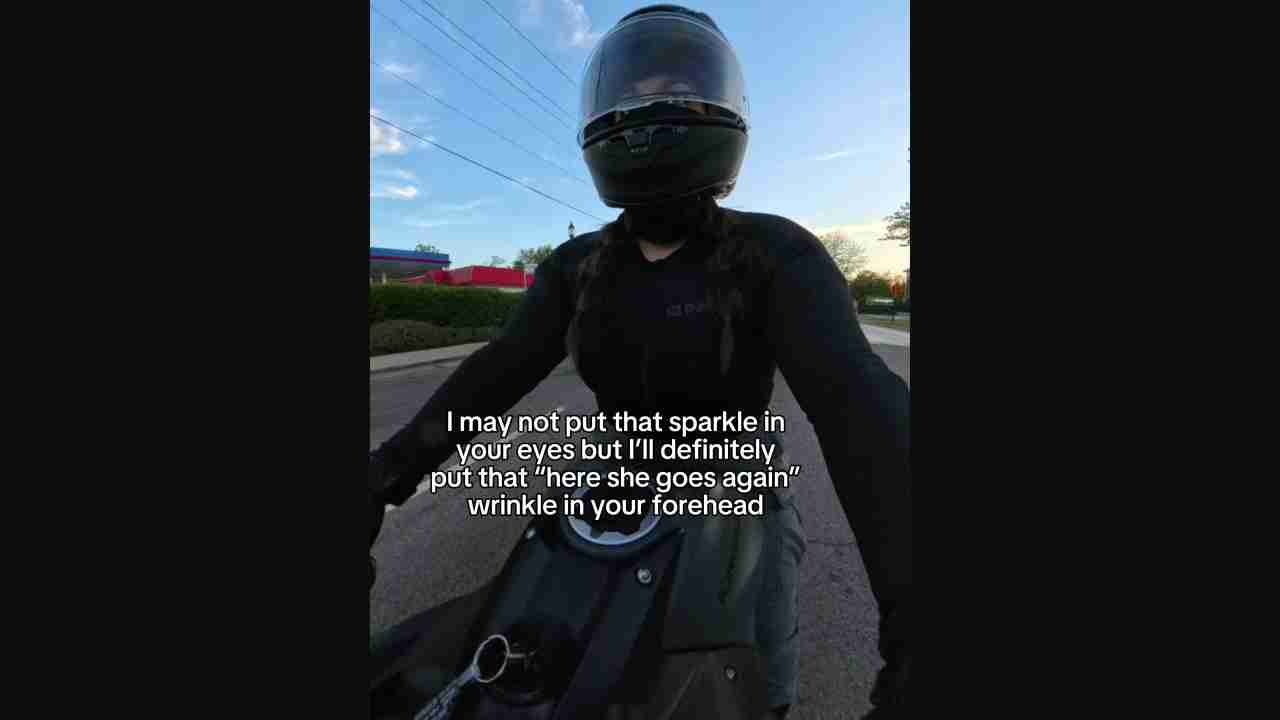 I may not put that sparkle in
your eyes but I’ll definitely
put that “here she goes again”
wrinkle in your forehead